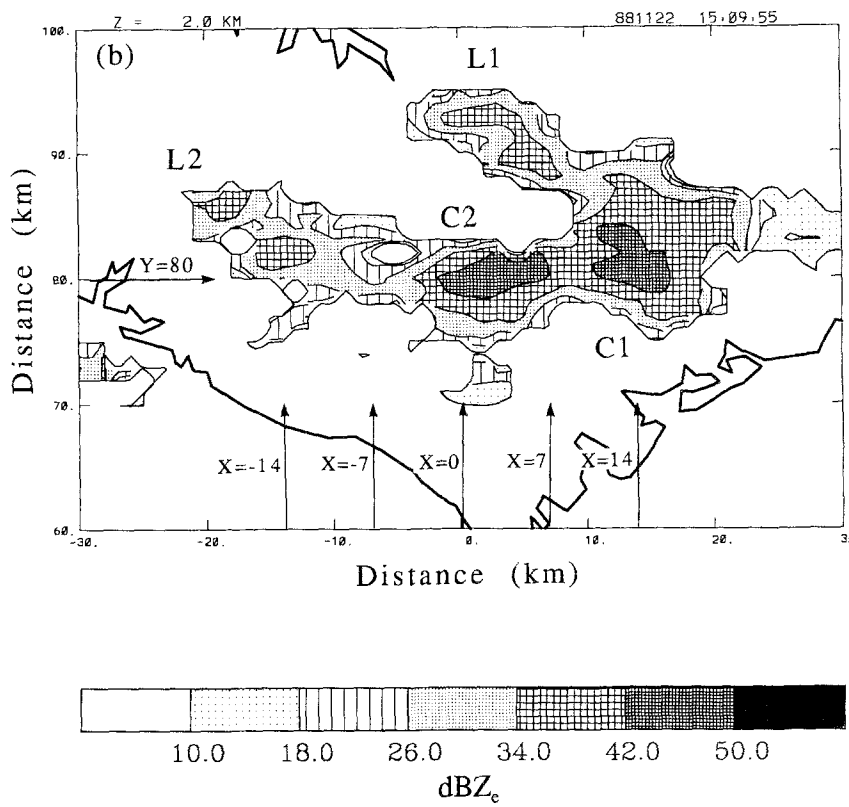 Z = 2.0 KM 881122 15:09:55
100.
(b)
L1
90.
L2
C2
80.
Y=80
C1
70.
X=-14 X=-7 X=0 X=7 X=14
60.
-30. -20. -10. 0. 10. 20. 3
Distance (km)
Distance (km)
10.0 18.0 26.0 34.0 42.0 50.0
dBZe